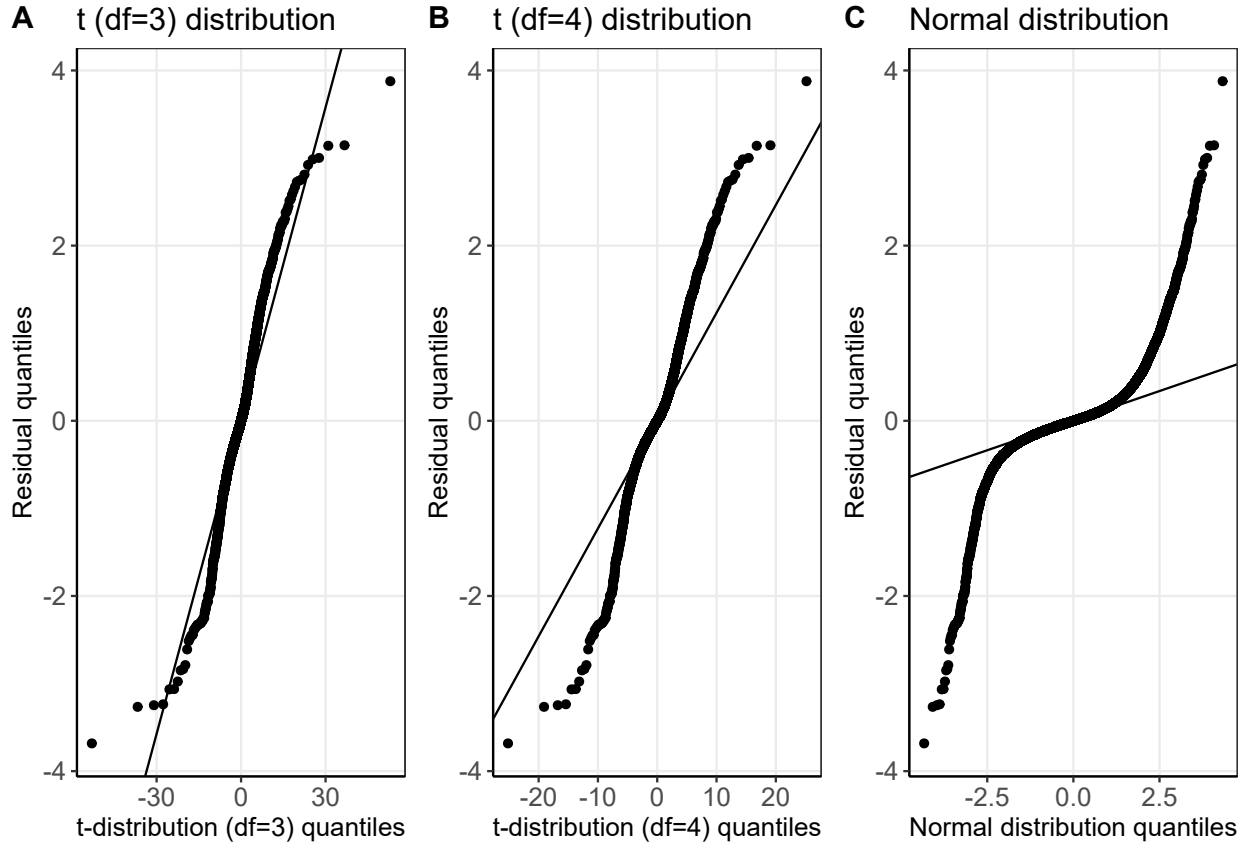 A t (df=3) distribution
Residual quantiles
4
2
0
-2
-4
-30 0 30
t-distribution (df=3) quantiles
B t (df=4) distribution
Residual quantiles
4
2
0
-2
-4
-20 -10 0 10 20
t-distribution (df=4) quantiles
C Normal distribution
Residual quantiles
4
2
0
-2
-4
-2.5 0.0 2.5
Normal distribution quantiles